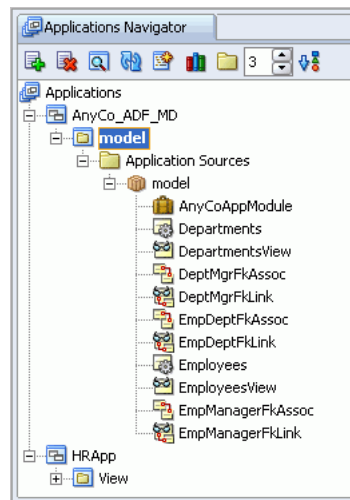 Applications Navigator
3
Applications
AnyCo_ADF_MD
model
Application Sources
model
AnyCoAppModule
Departments
DepartmentsView
DeptMgrFkAssoc
DeptMgrFkLink
EmpDeptFkAssoc
EmpDeptFkLink
Employees
EmployeesView
EmpManagerFkAssoc
EmpManagerFkLink
HRApp
View